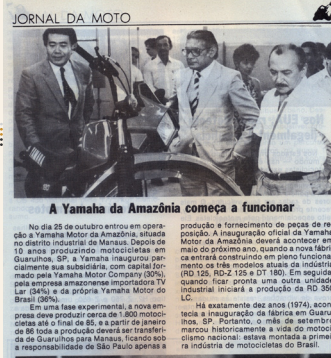 JORNAL DA MOTO
A Yamaha da Amazônia começa a funcionar
No dia 25 de outubro entrou em opera-
ção a Yamaha Motor da Amazônia, situada
no distrito industrial de Manaus. Depois de
10 anos produzindo motocicletas em
Guarulhos, SP, a Yamaha inaugurou par-
cialmente sua subsidiária, com capital for-
mado pela Yamaha Motor Company (30%),
pela empresa amazonense Importadora TV
Lar (34%) e da própria Yamaha Motor do
Brasil (36%).
Em uma fase experimental, a nova em-
presa deve produzir cerca de 1.800 motoci-
cletas até o final de 85, e a partir de janeiro
de 86 toda a produção deverá ser transferi-
da de Guarulhos para Manaus, ficando sob
a responsabilidade de São Paulo apenas a
produção e fornecimento de peças de re
posição. A inauguração oficial da Yamaha
Motor da Amazônia deverá acontecer em
maio do próximo ano, quando a nova fábri
ca entrará construindo em pleno funciona
mento os três modelos atuais da indústria
(RD 125, RD-Z 125 e DT 180). Em seguida
quando ficar pronta uma outra unidade
industrial iniciará a produção da RD 35
LC.
Há exatamente dez anos (1974), acon
tecia a inauguração da fábrica em Guaru
lhos, SP. Portanto, o mês de setembro
marcou historicamente a vida do motoci
clismo nacional: estava montada a primei
ra indústria de motocicletas do Brasil.